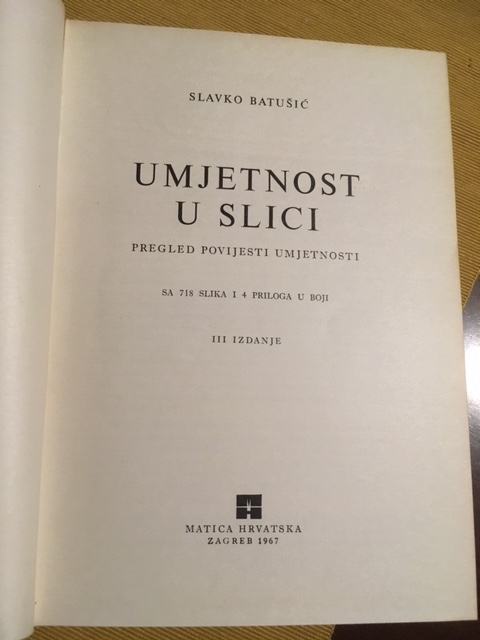 SLAVKO BATUŠIĆ
UMJETNOST
U SLICI
PREGLED POVIJESTI UMJETNOSTI
SA 718 SLIKA I 4 PRILOGA U BOJI
III IZDANJE
MATICA HRVATSKA
ZAGREB 1967